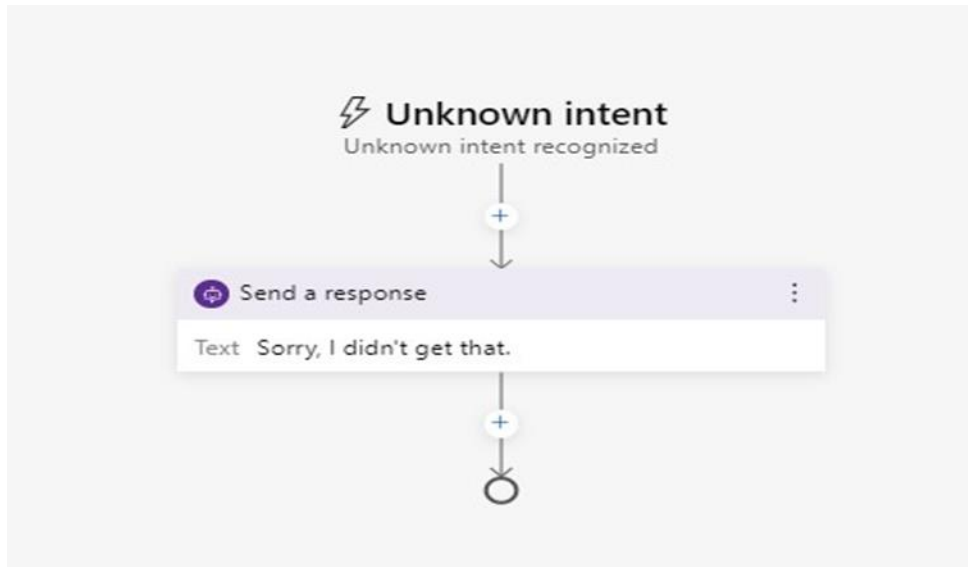 Unknown intent
Unknown intent recognized
+
Send a response
Text Sorry, I didn't get that.
+